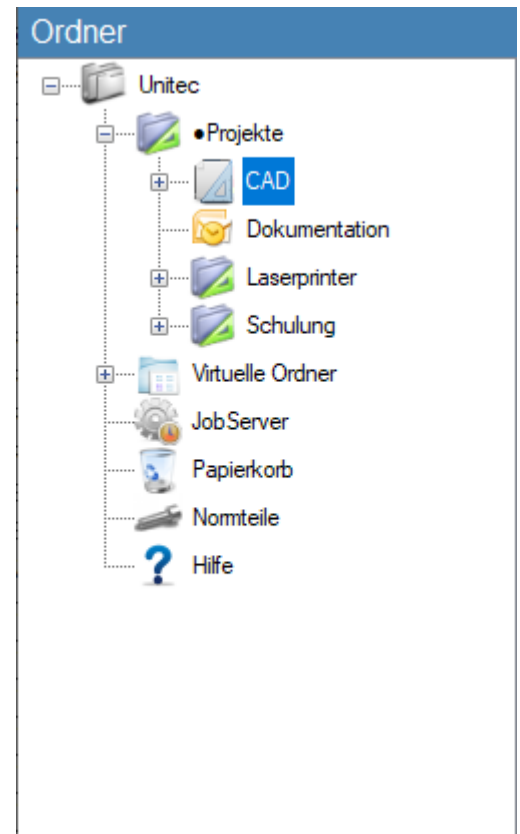 Ordner
Unitec
•Projekte
CAD
Dokumentation
Laserprinter
Schulung
Virtuelle Ordner
JobServer
Papierkorb
Normteile
Hilfe